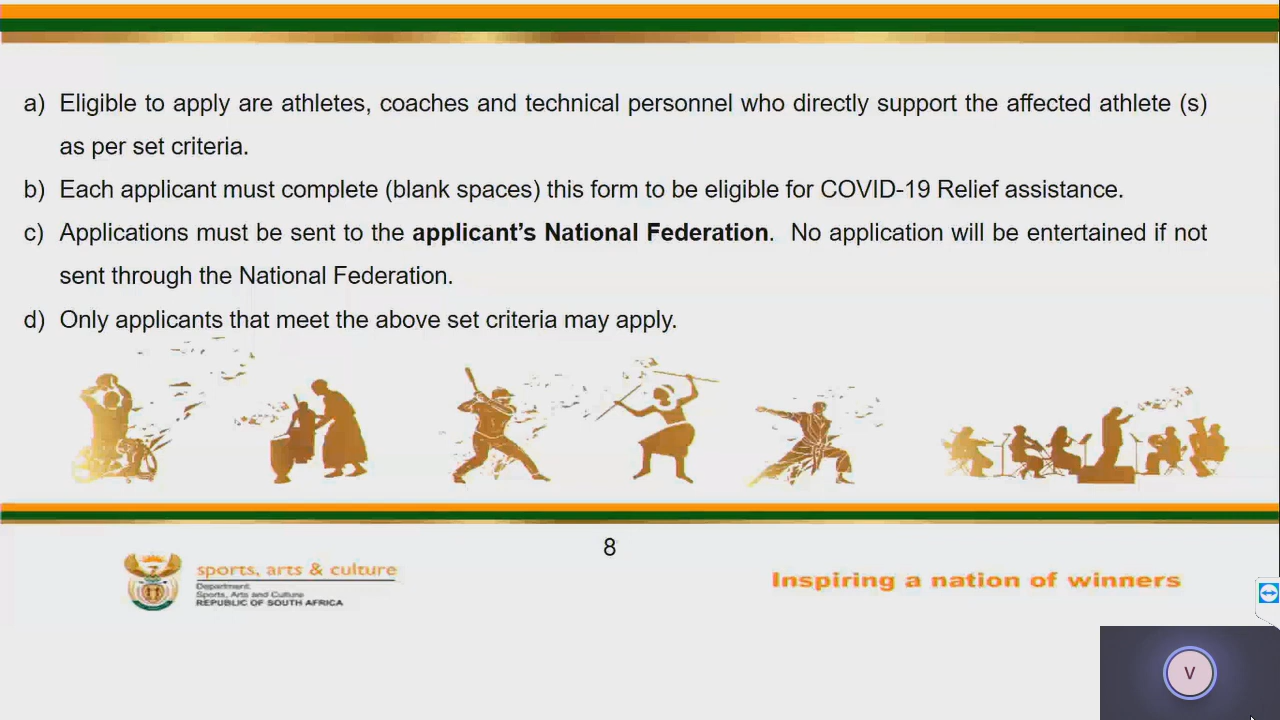 a) Eligible to apply are athletes, coaches and technical personnel who directly support the affected athlete (s)
as per set criteria.
b) Each applicant must complete (blank spaces) this form to be eligible for COVID-19 Relief assistance.
c) Applications must be sent to the applicant’s National Federation. No application will be entertained if not
sent through the National Federation.
d) Only applicants that meet the above set criteria may apply.
8
sports, arts & culture
Department:
Sports, Arts and Culture
REPUBLIC OF SOUTH AFRICA
Inspiring a nation of winners
V